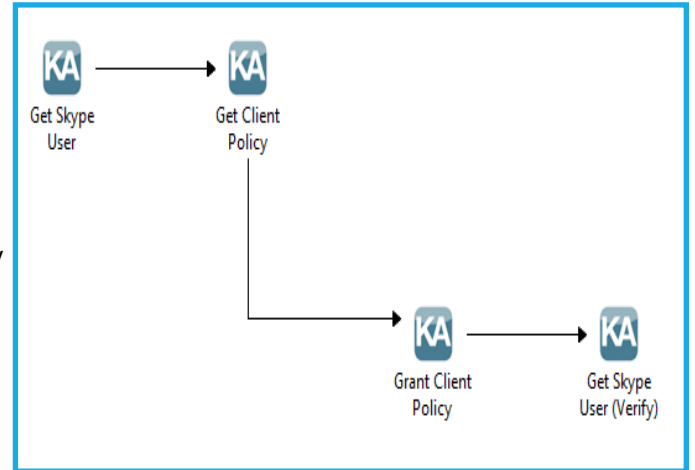 KA
KA
Get Skype
User
Get Client
Policy
y
KA
KA
Grant Client
Policy
Get Skype
User (Verify)